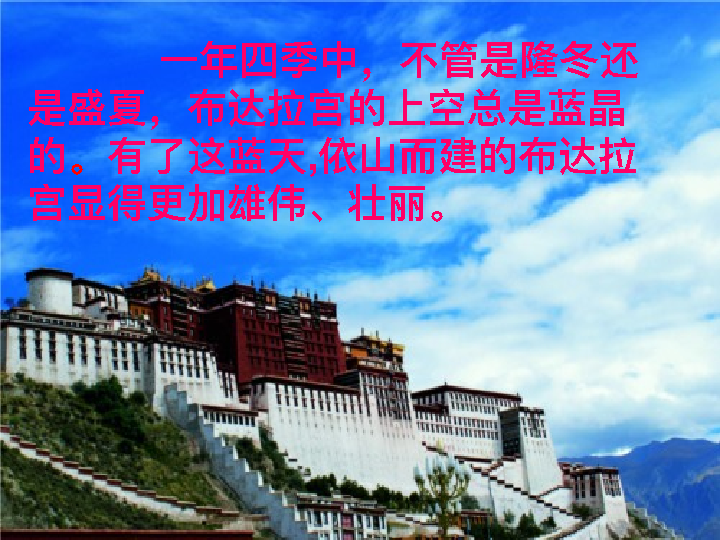 一年四季中，不管是隆冬还
是盛夏，布达拉宫的上空总是蓝晶
的。有了这蓝天,依山而建的布达拉
宫显得更加雄伟、壮丽。